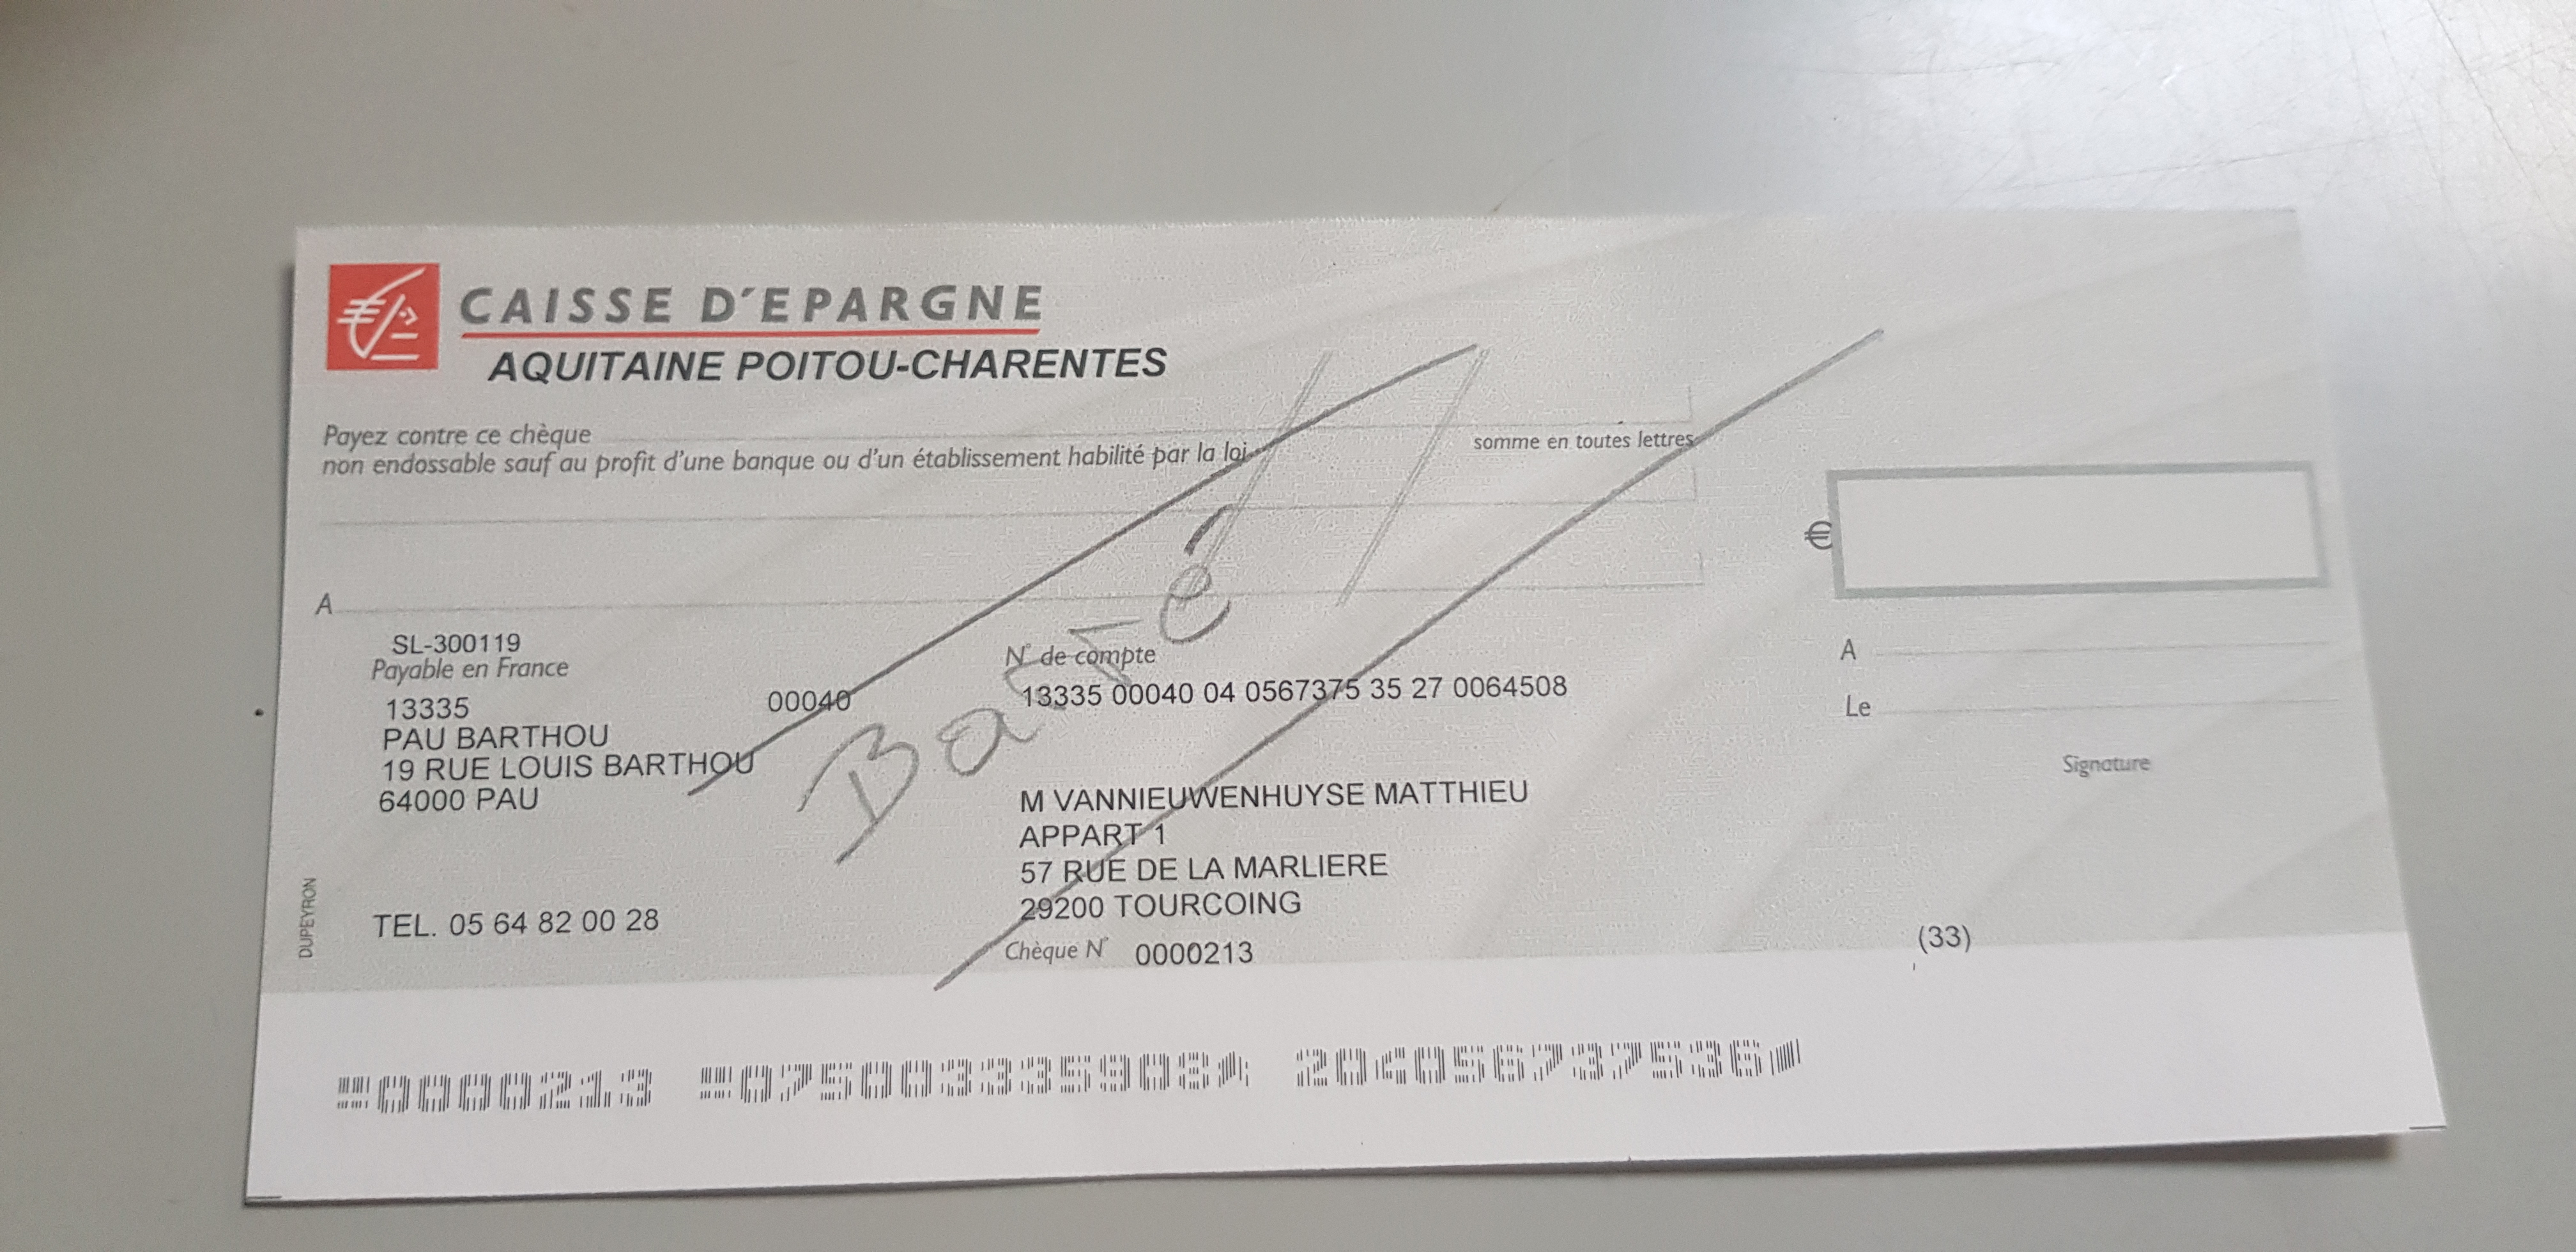 CAISSE D'EPARGNE
AQUITAINE POITOU-CHARENTES
Payez contre ce chèque
non endossable sauf au profit d'une banque ou d'un établissement habilité par la loi
somme en toutes lettres
€
A
SL-300119
Payable en France
13335 00040
PAU BARTHOU
19 RUE LOUIS BARTHOU
64000 PAU
TEL. 05 64 82 00 28
DUPEYRON
Barré
N° de compte
13335 00040 04 0567375 35 27 0064508
M VANNIEUWENHUYSE MATTHIEU
APPART 1
57 RUE DE LA MARLIERE
29200 TOURCOING
Chèque N° 0000213
A
Le
Signature
(33)
0000213 075003335908 204056737536